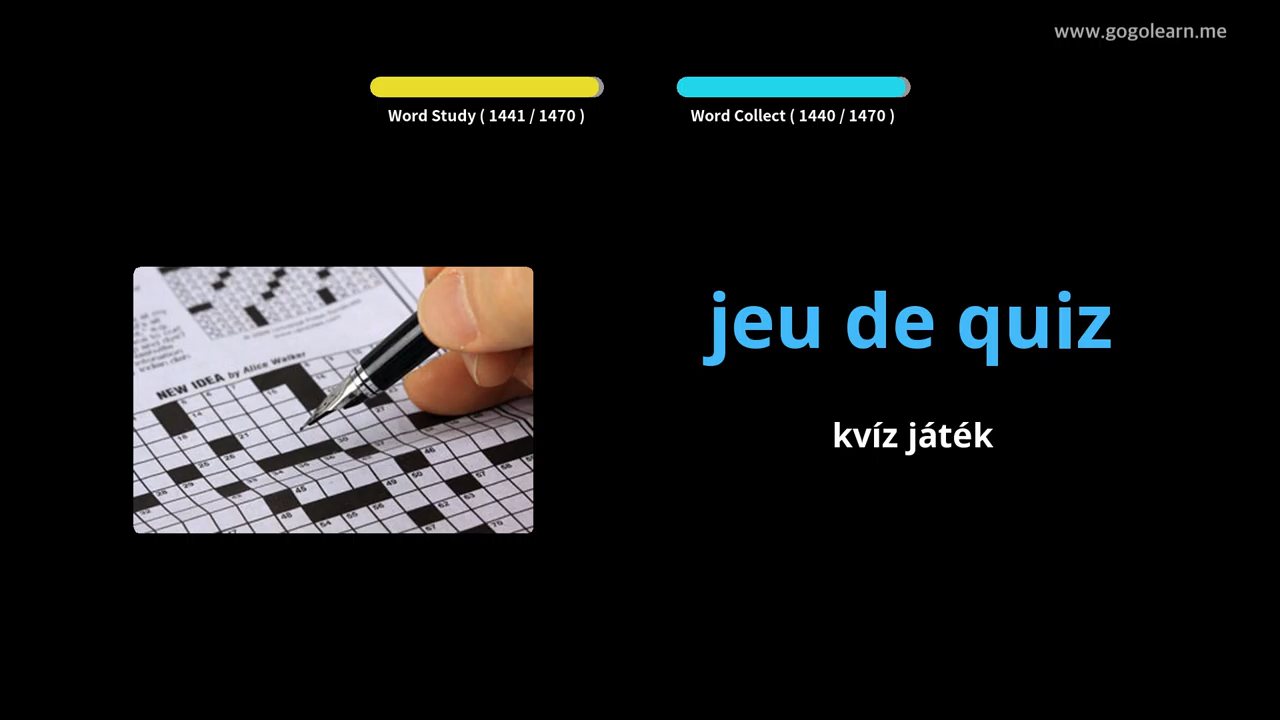 www.gogolearn.me
Word Study ( 1441 / 1470 )
Word Collect ( 1440 / 1470 )
NEW IDEA by Alice Walker
jeu de quiz
kvíz játék